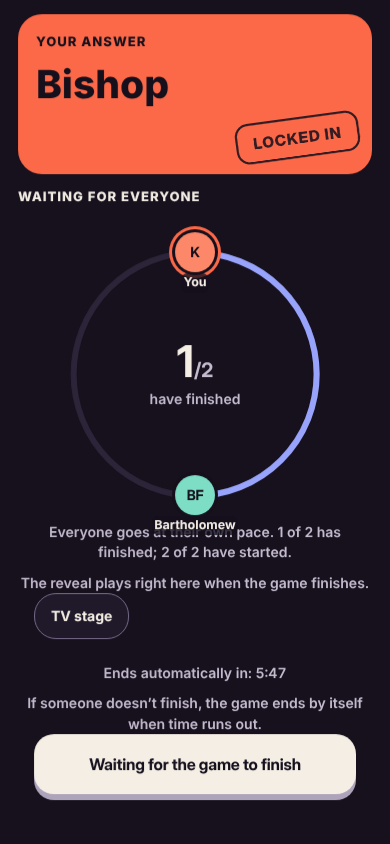 YOUR ANSWER
Bishop
LOCKED IN
WAITING FOR EVERYONE
K
You
1/2
have finished
BF
Bartholomew
Everyone goes at their own pace. 1 of 2 has
finished; 2 of 2 have started.
The reveal plays right here when the game finishes.
TV stage
Ends automatically in: 5:47
If someone doesn’t finish, the game ends by itself
when time runs out.
Waiting for the game to finish